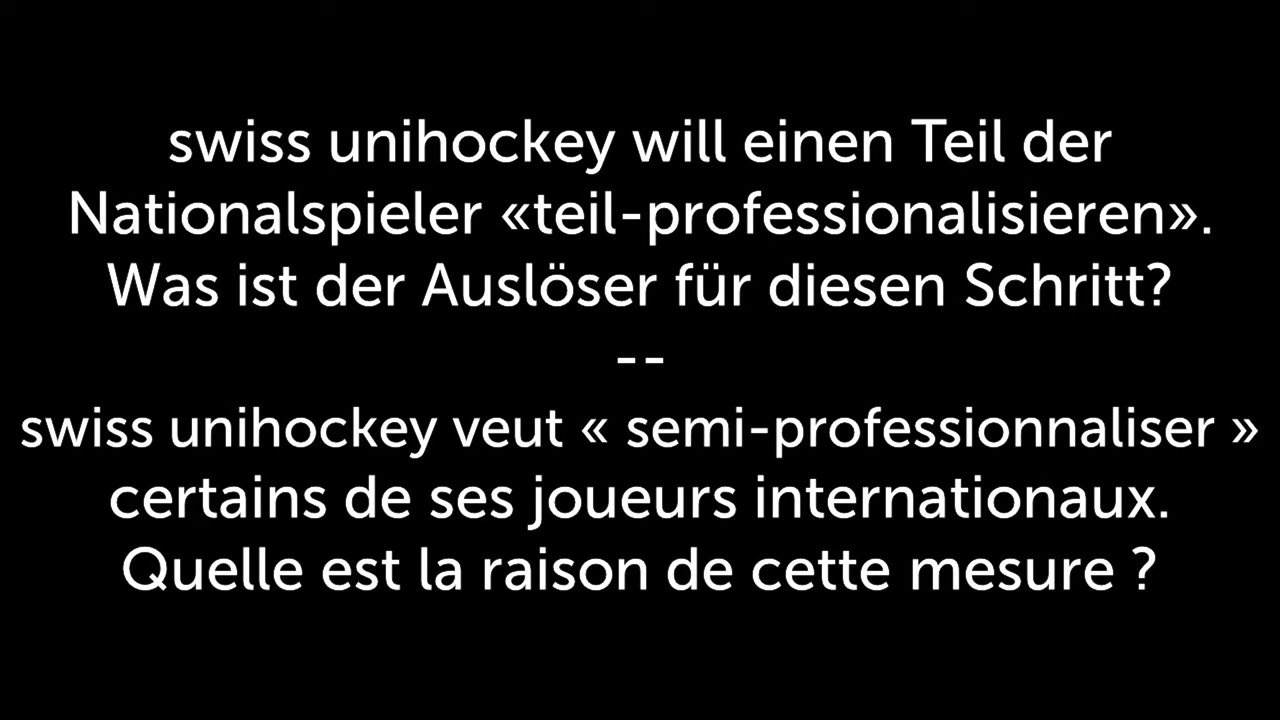 swiss unihockey will einen Teil der
Nationalspieler «teil-professionalisieren».
Was ist der Auslöser für diesen Schritt?
--
swiss unihockey veut « semi-professionnaliser »
certains de ses joueurs internationaux.
Quelle est la raison de cette mesure ?